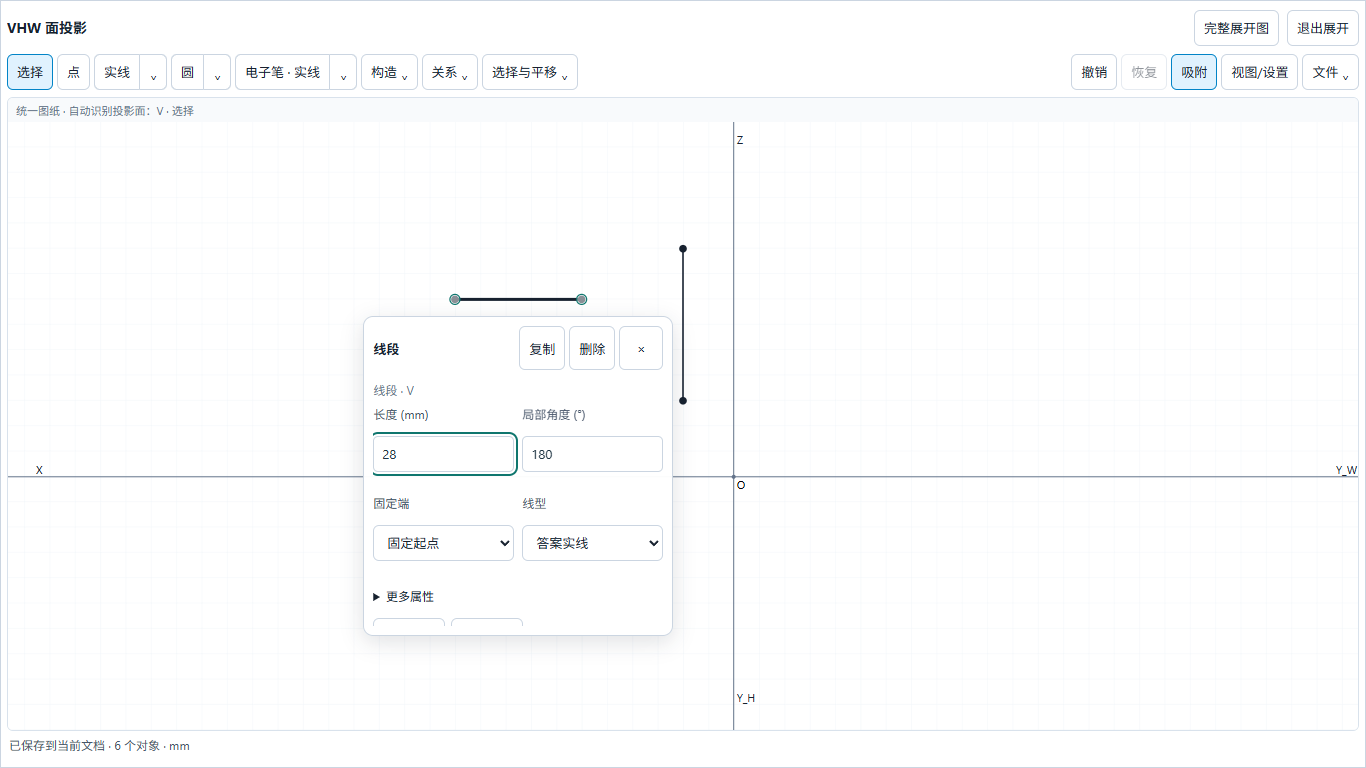 VHW 面投影
完整展开图 退出展开
选择 点 实线 圆 电子笔 · 实线 构造 关系 选择与平移 撤销 恢复 吸附 视图/设置 文件
统一图纸 · 自动识别投影面：V · 选择
Z
线段 复制 删除 ×
线段 · V
长度 (mm) 局部角度 (°)
28 180
X Y_W
O
固定端 线型
固定起点 答案实线
更多属性
Y_H
已保存到当前文档 · 6 个对象 · mm